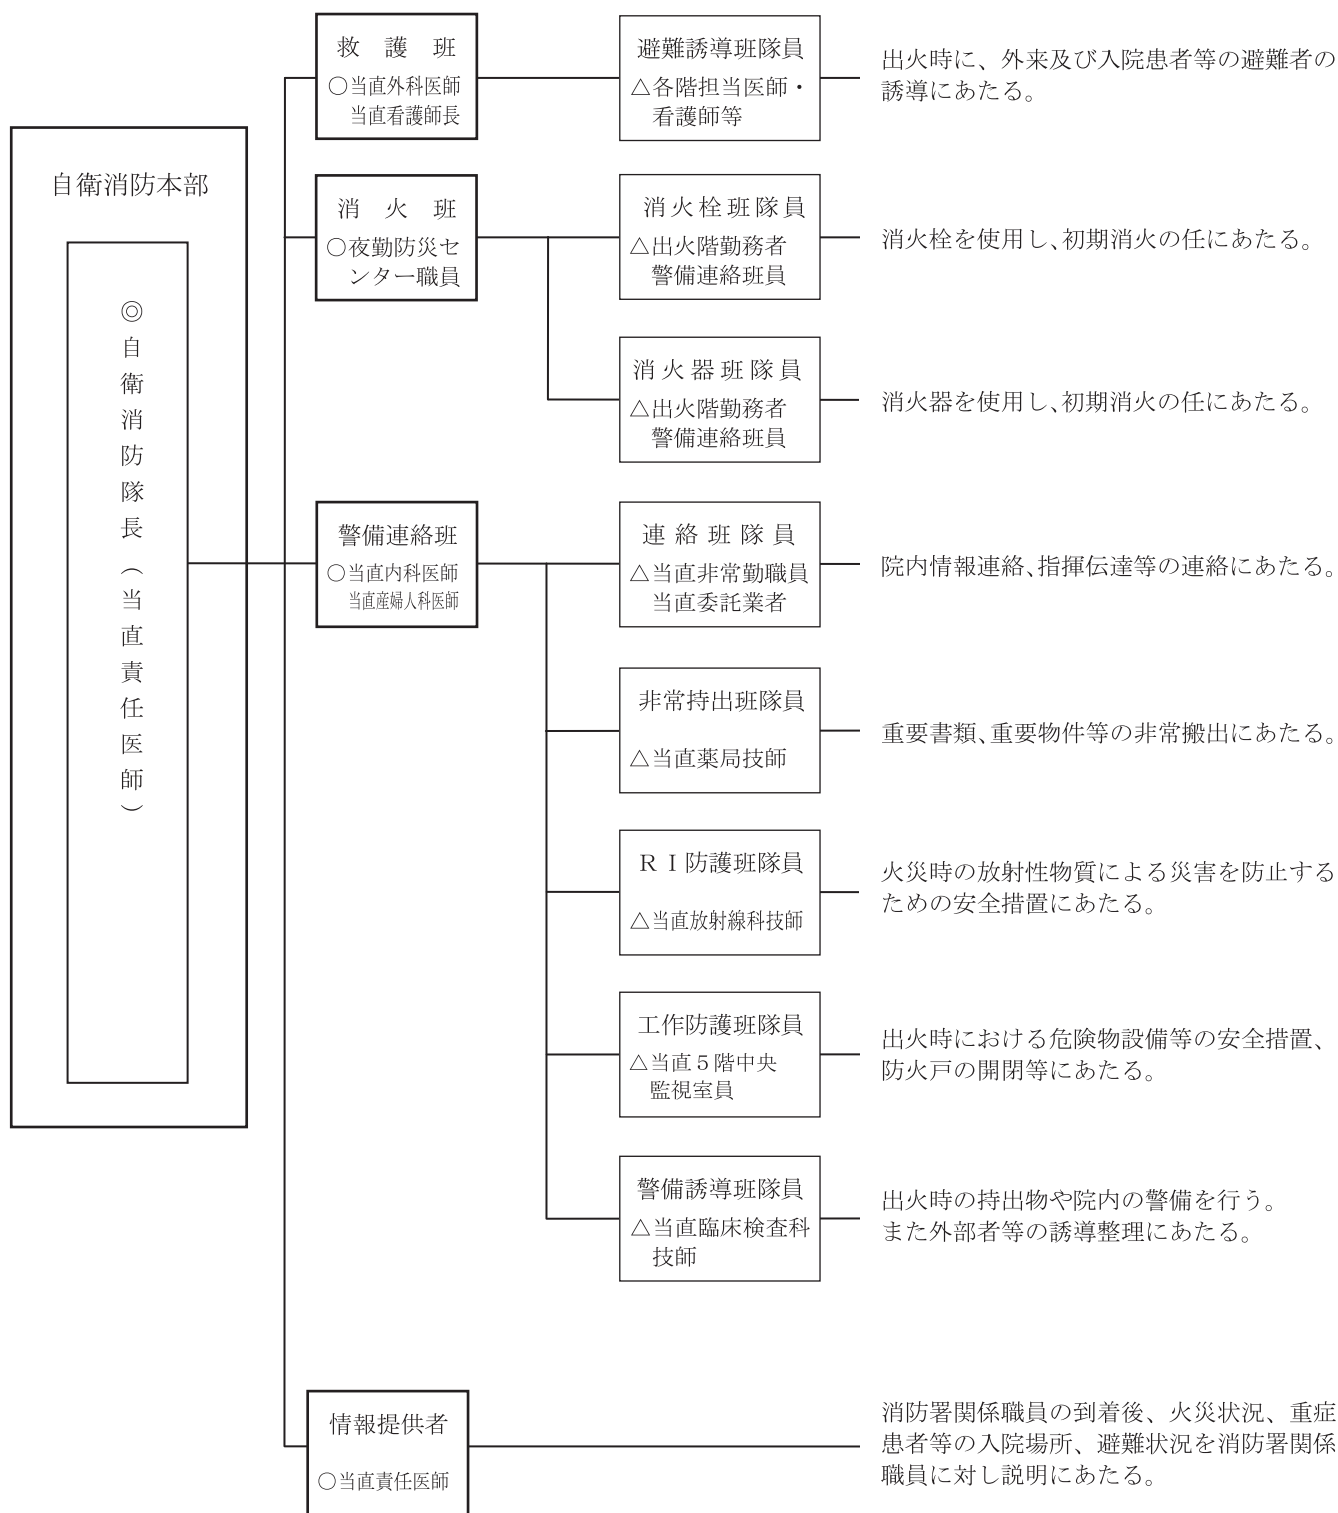 自衛消防本部
◎自衛消防隊長(当直責任医師)
救護班
○当直外科医師
当直看護師長
避難誘導班隊員
△各階担当医師・
看護師等
出火時に、外来及び入院患者等の避難者の
誘導にあたる。
消火班
○夜勤防災セ
ンター職員
消火栓班隊員
△出火階勤務者
警備連絡班員
消火栓を使用し、初期消火の任にあたる。
消火器班隊員
△出火階勤務者
警備連絡班員
消火器を使用し、初期消火の任にあたる。
警備連絡班
○当直内科医師
当直産婦人科医師
連絡班隊員
△当直非常勤職員
当直委託業者
院内情報連絡、指揮伝達等の連絡にあたる。
非常持出班隊員
△当直薬局技師
重要書類、重要物件等の非常搬出にあたる。
RI防護班隊員
△当直放射線科技師
火災時の放射性物質による災害を防止する
ための安全措置にあたる。
工作防護班隊員
△当直5階中央
監視室員
出火時における危険物設備等の安全措置、
防火戸の開閉等にあたる。
警備誘導班隊員
△当直臨床検査科
技師
出火時の持出物や院内の警備を行う。
また外部者等の誘導整理にあたる。
情報提供者
○当直責任医師
消防署関係職員の到着後、火災状況、重症
患者等の入院場所、避難状況を消防署関係
職員に対し説明にあたる。